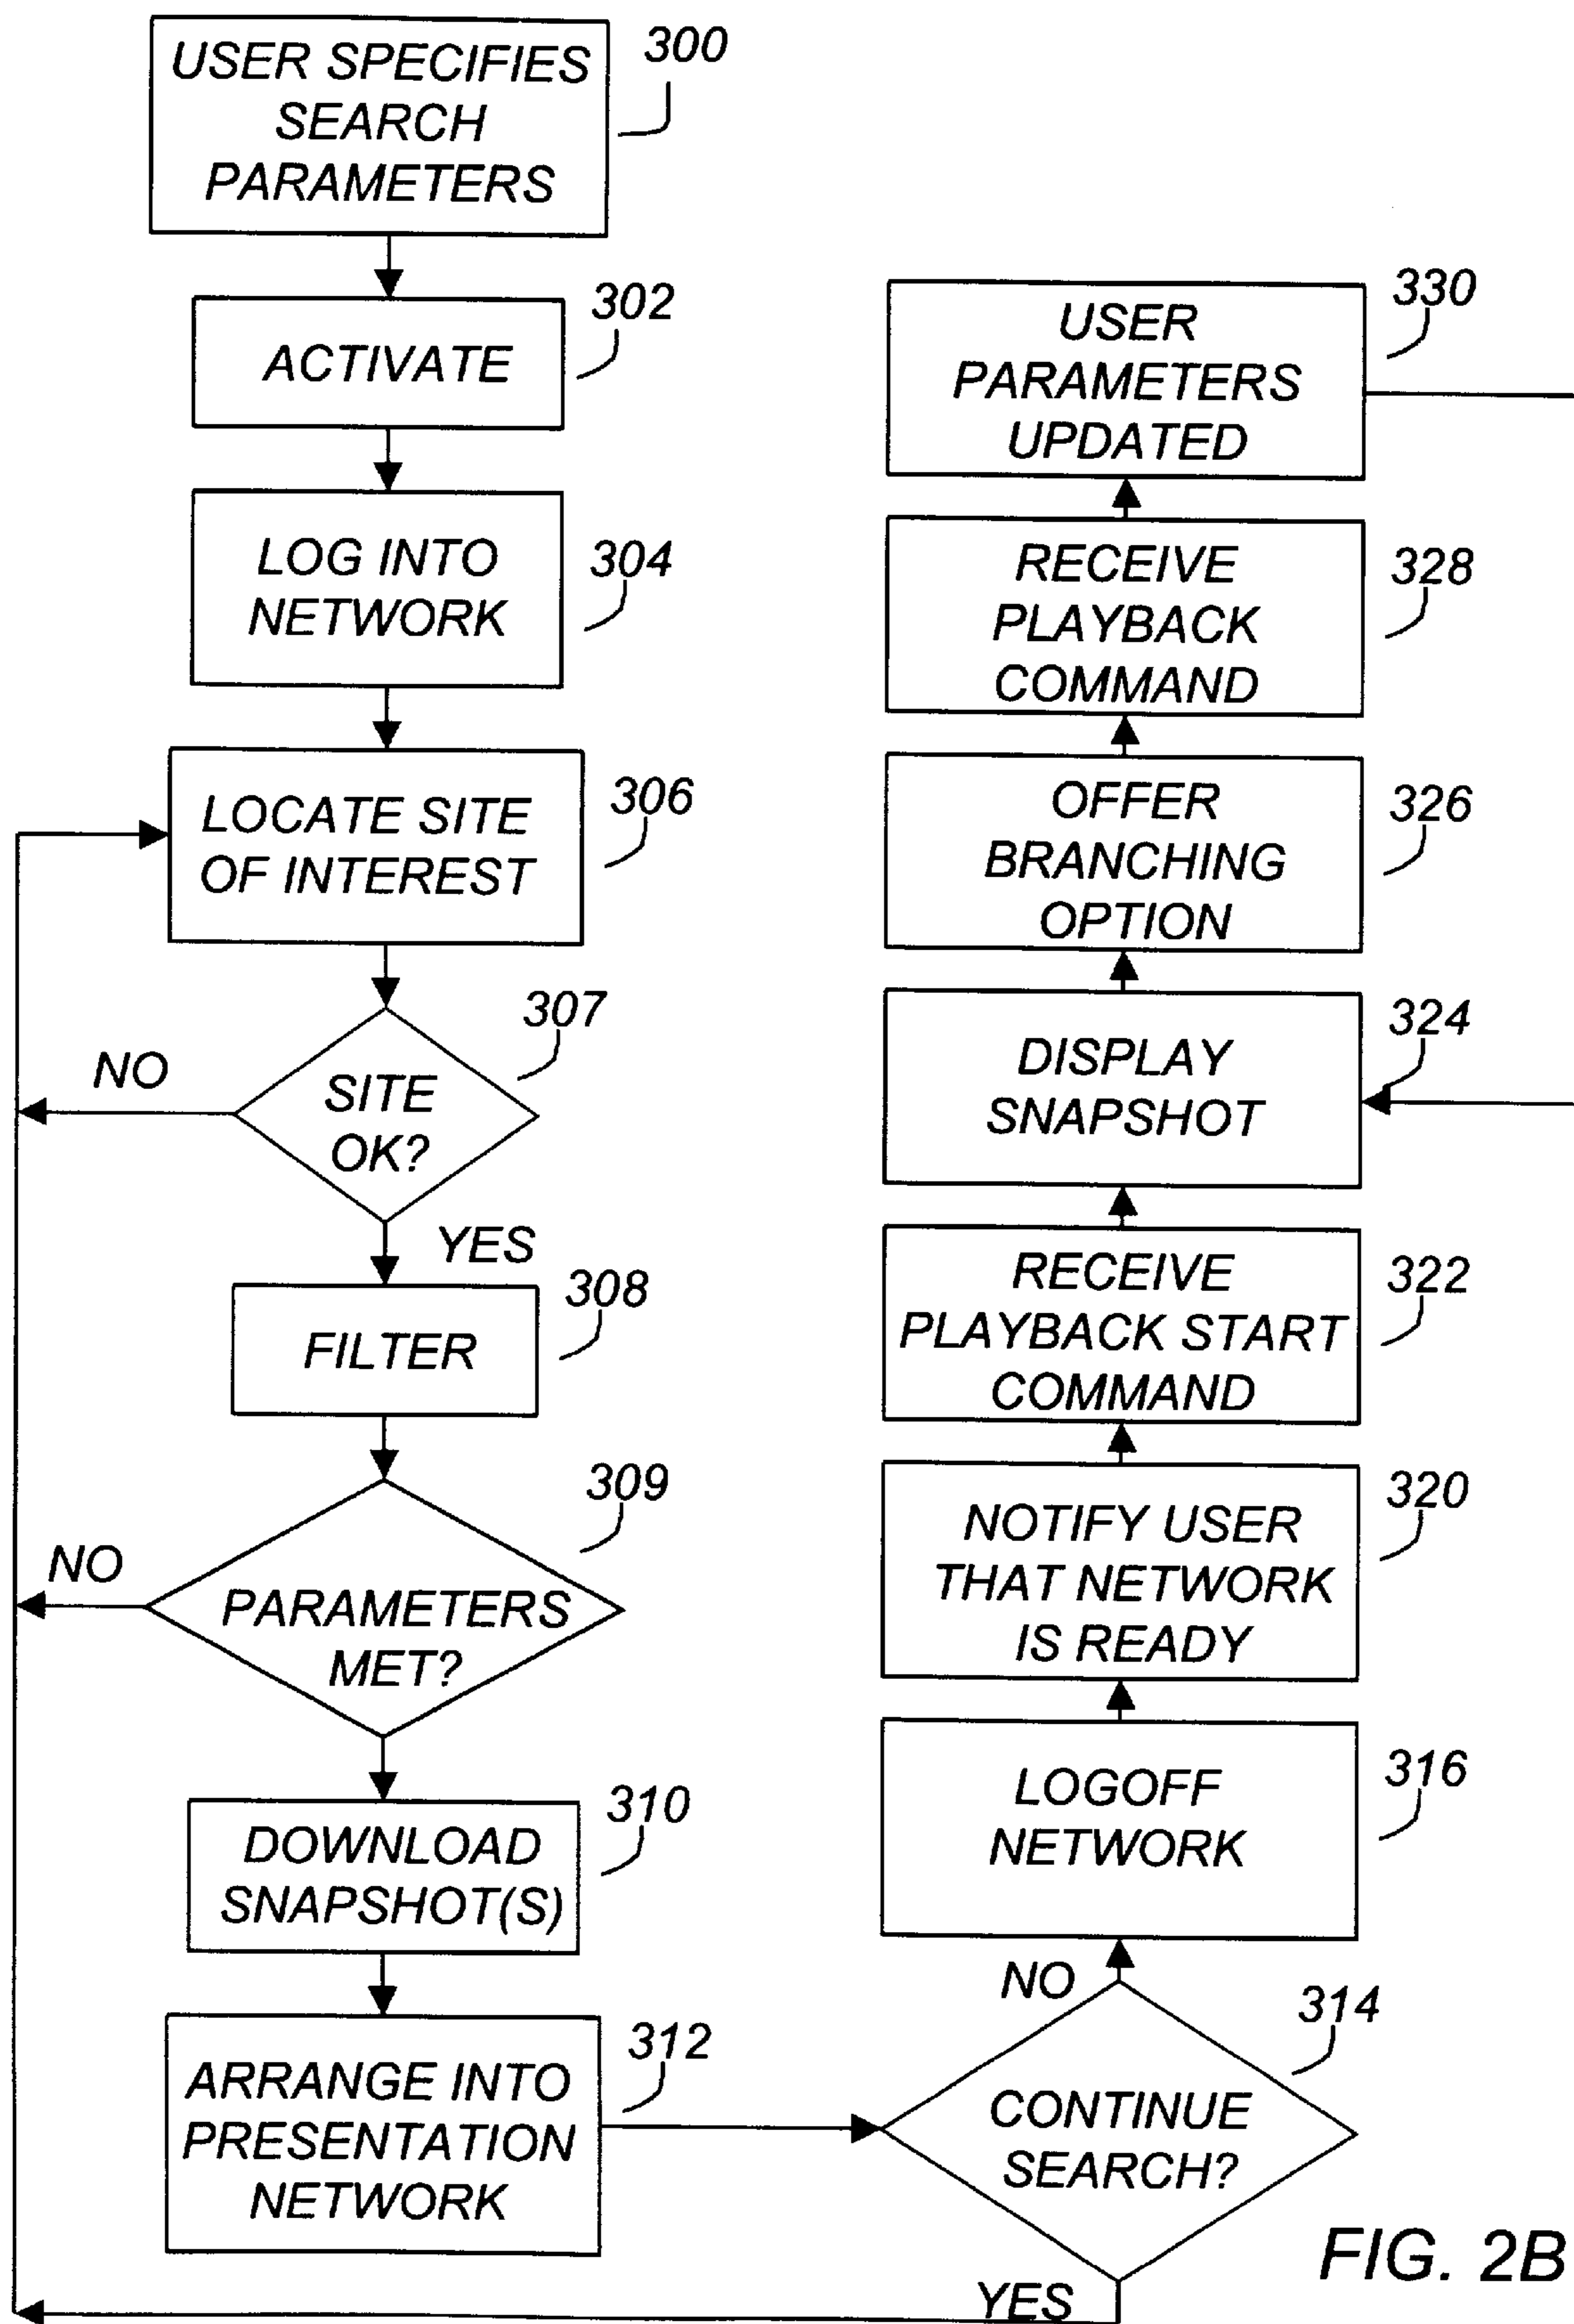 USER SPECIFIES
SEARCH
PARAMETERS
300
ACTIVATE
302
LOG INTO
NETWORK
304
LOCATE SITE
OF INTEREST
306
SITE
OK?
307
NO
YES
FILTER
308
PARAMETERS
MET?
309
NO
DOWNLOAD
SNAPSHOT(S)
310
ARRANGE INTO
PRESENTATION
NETWORK
312
CONTINUE
SEARCH?
314
YES
NO
LOGOFF
NETWORK
316
NOTIFY USER
THAT NETWORK
IS READY
320
RECEIVE
PLAYBACK START
COMMAND
322
DISPLAY
SNAPSHOT
324
OFFER
BRANCHING
OPTION
326
RECEIVE
PLAYBACK
COMMAND
328
USER
PARAMETERS
UPDATED
330
FIG. 2B